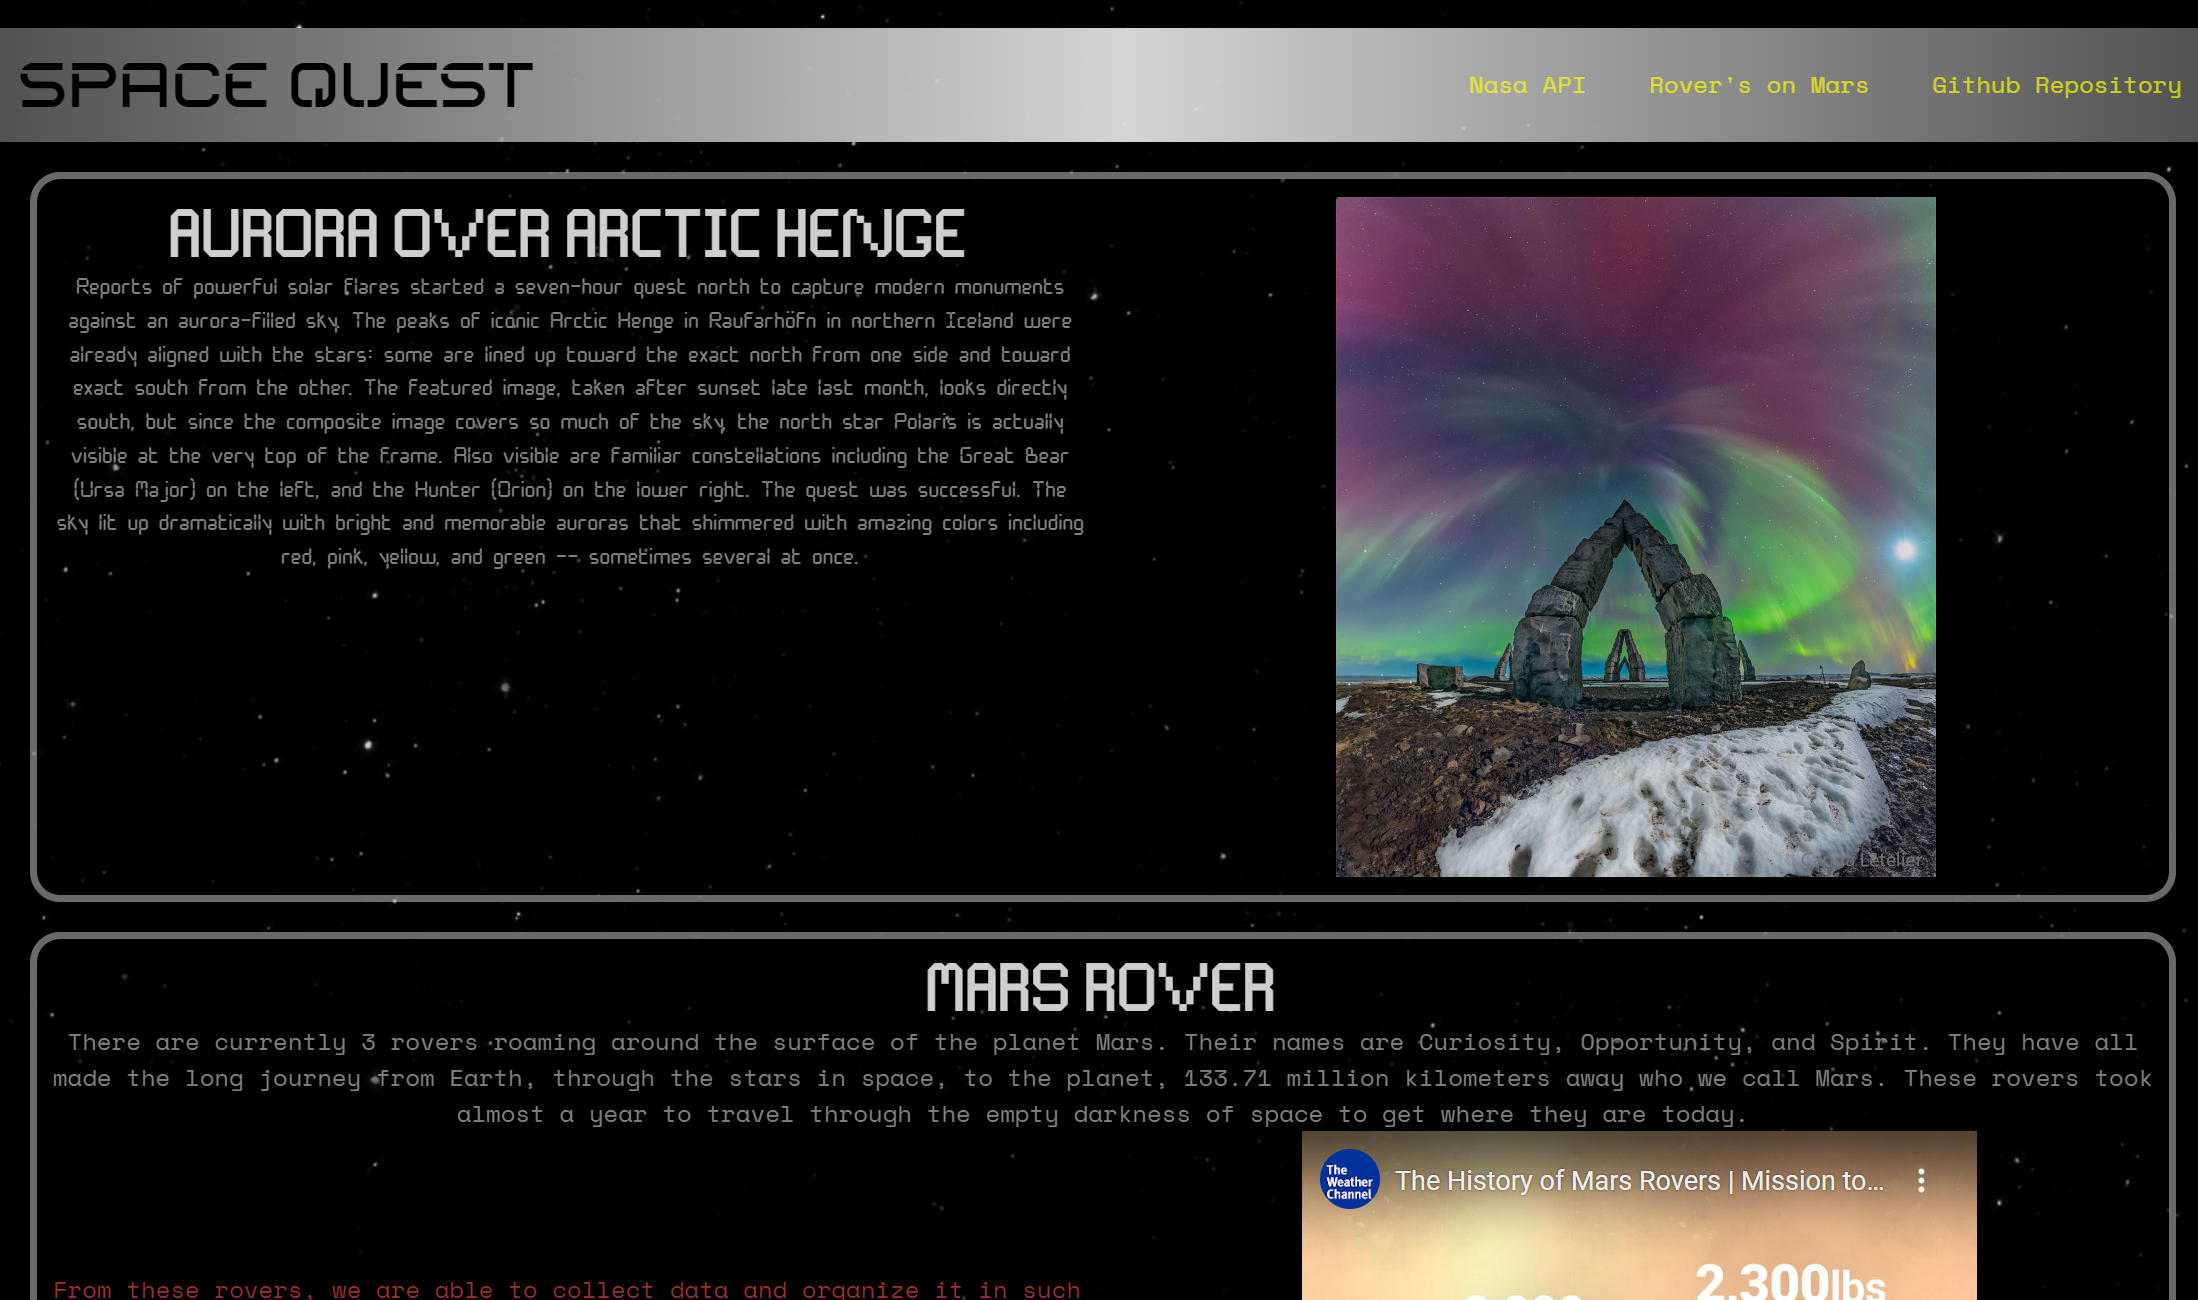 SPACE QUEST
Nasa API
Rover's on Mars
Github Repository
AURORA OVER ARCTIC HENGE
Reports of powerful solar flares started a seven-hour quest north to capture modern monuments
against an aurora-filled sky. The peaks of iconic Arctic Henge in Raufarhöfn in northern Iceland were
already aligned with the stars: some are lined up toward the exact north from one side and toward
exact south from the other. The featured image, taken after sunset late last month, looks directly
south, but since the composite image covers so much of the sky, the north star Polaris is actually
visible at the very top of the frame. Also visible are familiar constellations including the Great Bear
(Ursa Major) on the left, and the Hunter (Orion) on the lower right. The quest was successful. The
sky lit up dramatically with bright and memorable auroras that shimmered with amazing colors including
red, pink, yellow, and green -- sometimes several at once.
Letelier
MARS ROVER
There are currently 3 rovers roaming around the surface of the planet Mars. Their names are Curiosity, Opportunity, and Spirit. They have all
made the long journey from Earth, through the stars in space, to the planet, 133.71 million kilometers away who we call Mars. These rovers took
almost a year to travel through the empty darkness of space to get where they are today.
The
Weather
Channel
The History of Mars Rovers | Mission to...
2,300lbs
From these rovers, we are able to collect data and organize it in such